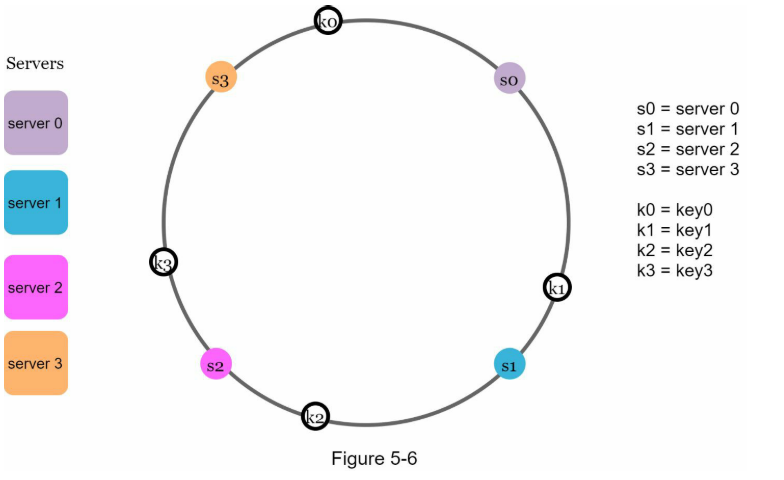 Servers
server 0
server 1
server 2
server 3
k0
s0
k1
s1
k2
s2
k3
s3
s0 = server 0
s1 = server 1
s2 = server 2
s3 = server 3
k0 = key0
k1 = key1
k2 = key2
k3 = key3
Figure 5-6